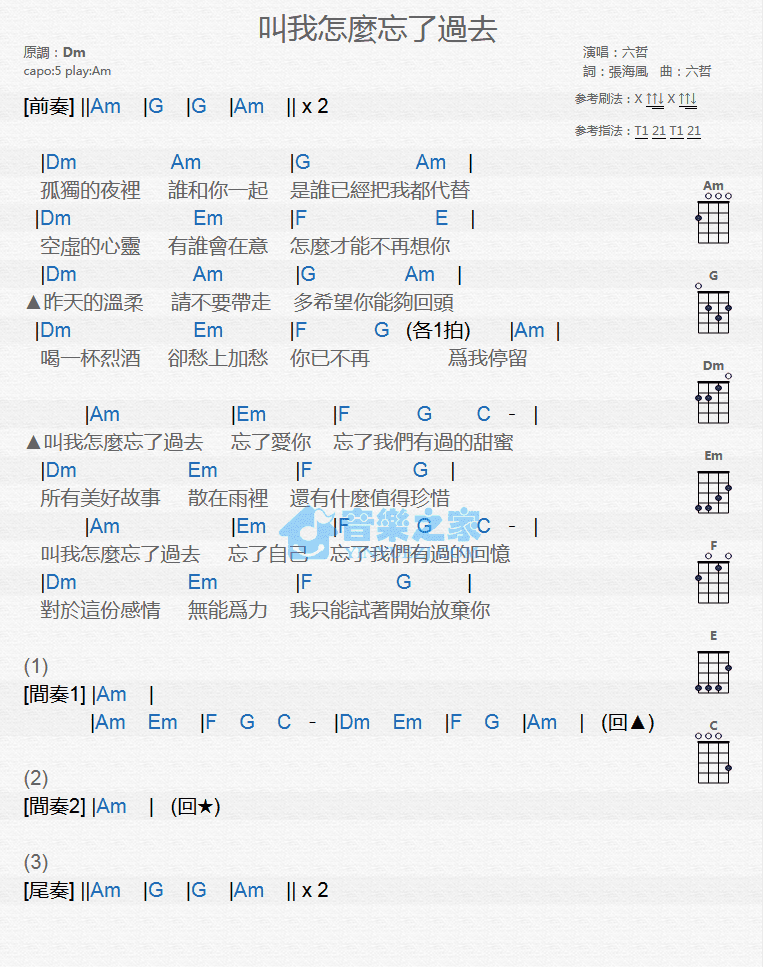 叫我怎麼忘了過去
原調：Dm
capo:5 play:Am
演唱：六哲
詞：張海風 曲：六哲
參考刷法：X ↑↑↓ X ↑↑↓
參考指法：T1 21 T1 21
[前奏] ||Am |G |G |Am || x 2
|Dm Am |G Am |
孤獨的夜裡 誰和你一起 是誰已經把我都代替
|Dm Em |F E |
空虛的心靈 有誰會在意 怎麼才能不再想你
|Dm Am |G Am |
▲昨天的溫柔 請不要帶走 多希望你能夠回頭
|Dm Em |F G (各1拍) |Am |
喝一杯烈酒 卻愁上加愁 你已不再 爲我停留
|Am |Em |F G C - |
▲叫我怎麼忘了過去 忘了愛你 忘了我們有過的甜蜜
|Dm Em |F G |
所有美好故事 散在雨裡 還有什麼值得珍惜
|Am |Em |F G C - |
叫我怎麼忘了過去 忘了自己 忘了我們有過的回憶
|Dm Em |F G |
對於這份感情 無能爲力 我只能試著開始放棄你
(1)
[間奏1] |Am |
|Am Em |F G C - |Dm Em |F G |Am | (回▲)
(2)
[間奏2] |Am | (回★)
(3)
[尾奏] ||Am |G |G |Am || x 2
Am
G
Dm
Em
F
E
C
音樂之家